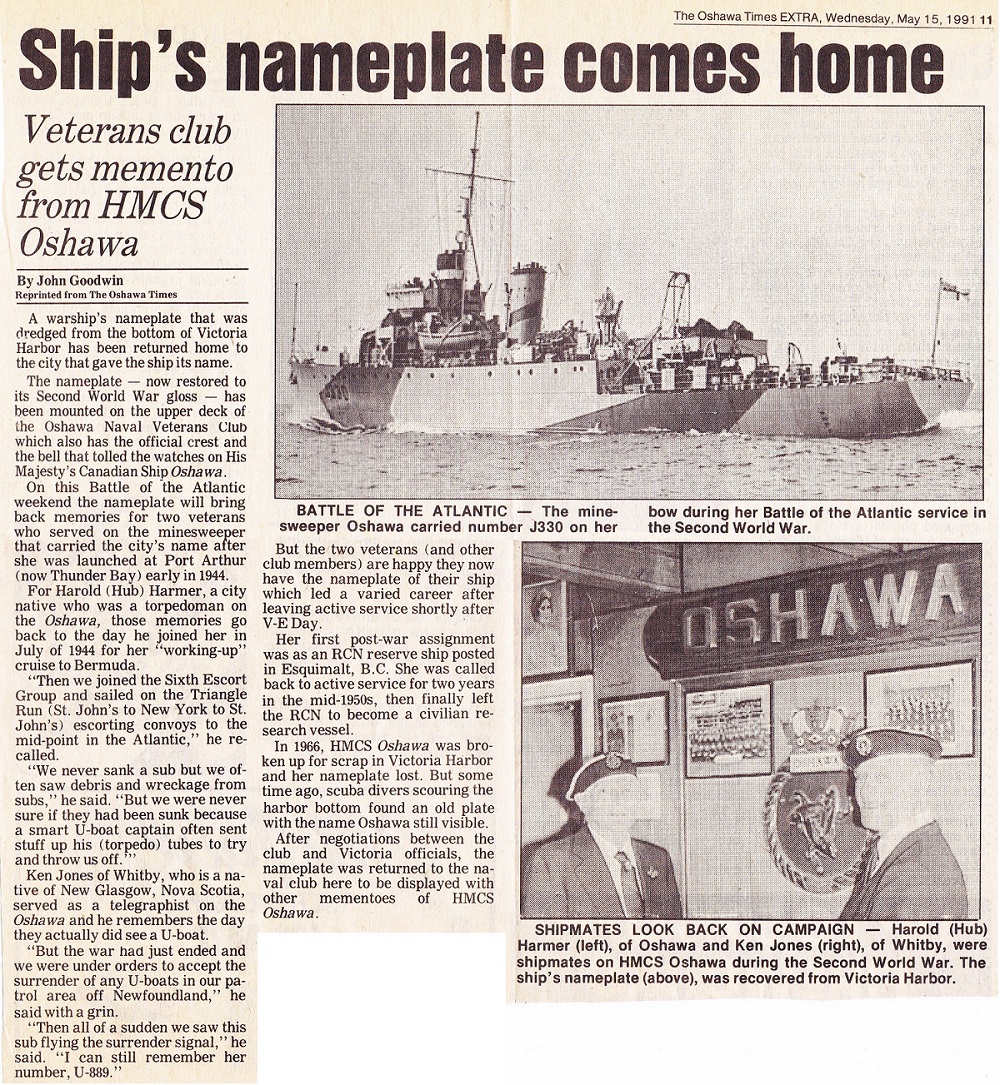 The Oshawa Times EXTRA, Wednesday, May 15, 1991 11
Ship's nameplate comes home
Veterans club
gets memento
from HMCS
Oshawa
By John Goodwin
Reprinted from The Oshawa Times
A warship's nameplate that was
dredged from the bottom of Victoria
Harbor has been returned home to
the city that gave the ship its name.
The nameplate — now restored to
its Second World War gloss — has
been mounted on the upper deck of
the Oshawa Naval Veterans Club
which also has the official crest and
the bell that tolled the watches on His
Majesty's Canadian Ship Oshawa.
On this Battle of the Atlantic
weekend the nameplate will bring
back memories for two veterans
who served on the minesweeper
that carried the city's name after
she was launched at Port Arthur
(now Thunder Bay) early in 1944.
For Harold (Hub) Harmer, a city
native who was a torpedoman on
the Oshawa, those memories go
back to the day he joined her in
July of 1944 for her "working-up"
cruise to Bermuda.
"Then we joined the Sixth Escort
Group and sailed on the Triangle
Run (St. John's to New York to St.
John's) escorting convoys to the
mid-point in the Atlantic," he re-
called.
"We never sank a sub but we of-
ten saw debris and wreckage from
subs," he said. "But we were never
sure if they had been sunk because
a smart U-boat captain often sent
stuff up his (torpedo) tubes to try
and throw us off.'"
Ken Jones of Whitby, who is a na-
tive of New Glasgow, Nova Scotia,
served as a telegraphist on the
Oshawa and he remembers the day
they actually did see a U-boat.
"But the war had just ended and
we were under orders to accept the
surrender of any U-boats in our pa-
trol area off Newfoundland," he
said with a grin.
"Then all of a sudden we saw this
sub flying the surrender signal," he
said. "I can still remember her
number, U-889."
J330
BATTLE OF THE ATLANTIC — The mine-
sweeper Oshawa carried number J330 on her
bow during her Battle of the Atlantic service in
the Second World War.
But the two veterans (and other
club members) are happy they now
have the nameplate of their ship
which led a varied career after
leaving active service shortly after
V-E Day.
Her first post-war assignment
was as an RCN reserve ship posted
in Esquimalt, B.C. She was called
back to active service for two years
in the mid-1950s, then finally left
the RCN to become a civilian re-
search vessel.
In 1966, HMCS Oshawa was bro-
ken up for scrap in Victoria Harbor
and her nameplate lost. But some
time ago, scuba divers scouring the
harbor bottom found an old plate
with the name Oshawa still visible.
After negotiations between the
club and Victoria officials, the
nameplate was returned to the na-
val club here to be displayed with
other mementoes of HMCS
Oshawa.
OSHAWA
OSHAWA
SHIPMATES LOOK BACK ON CAMPAIGN — Harold (Hub)
Harmer (left), of Oshawa and Ken Jones (right), of Whitby, were
shipmates on HMCS Oshawa during the Second World War. The
ship's nameplate (above), was recovered from Victoria Harbor.